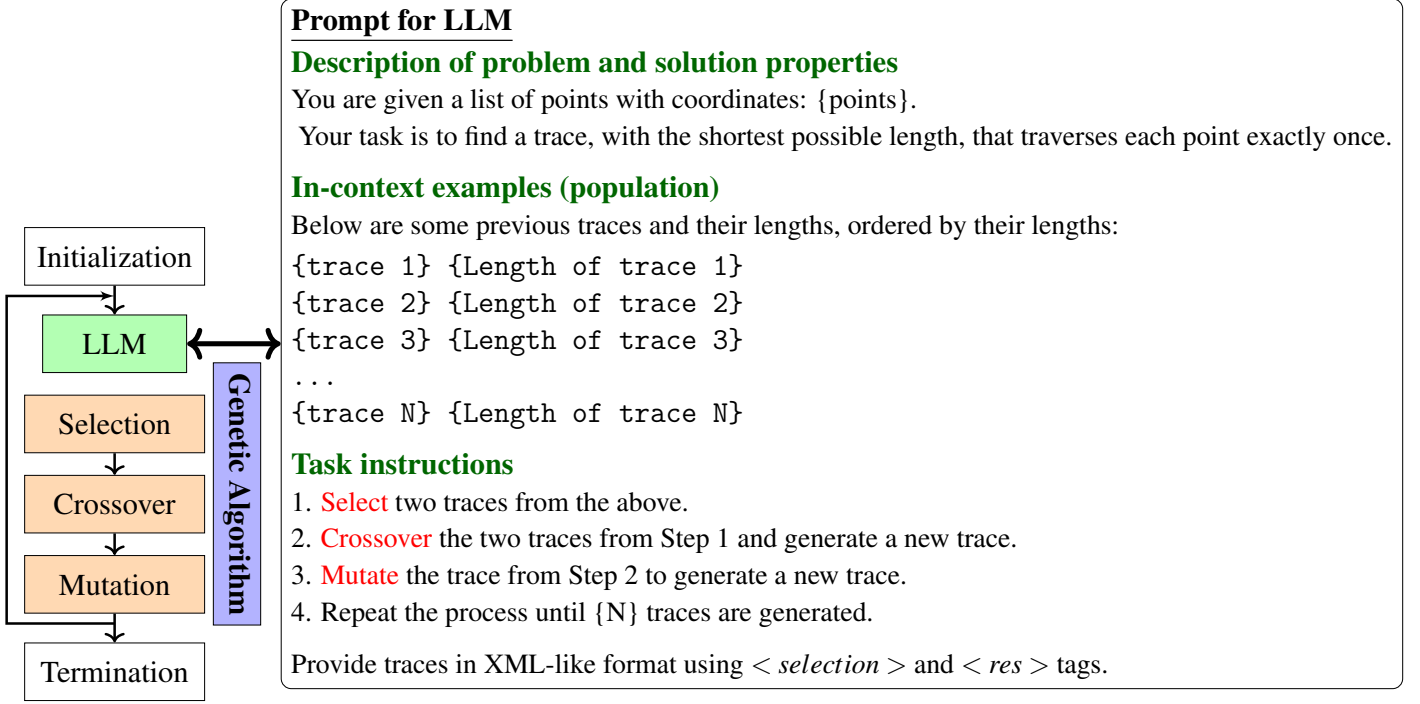 Initialization
LLM
Selection
Crossover
Mutation
Termination
Genetic Algorithm
Prompt for LLM
Description of problem and solution properties
You are given a list of points with coordinates: {points}.
Your task is to find a trace, with the shortest possible length, that traverses each point exactly once.
In-context examples (population)
Below are some previous traces and their lengths, ordered by their lengths:
{trace 1} {Length of trace 1}
{trace 2} {Length of trace 2}
{trace 3} {Length of trace 3}
...
{trace N} {Length of trace N}
Task instructions
1. Select two traces from the above.
2. Crossover the two traces from Step 1 and generate a new trace.
3. Mutate the trace from Step 2 to generate a new trace.
4. Repeat the process until {N} traces are generated.
Provide traces in XML-like format using < selection > and < res > tags.